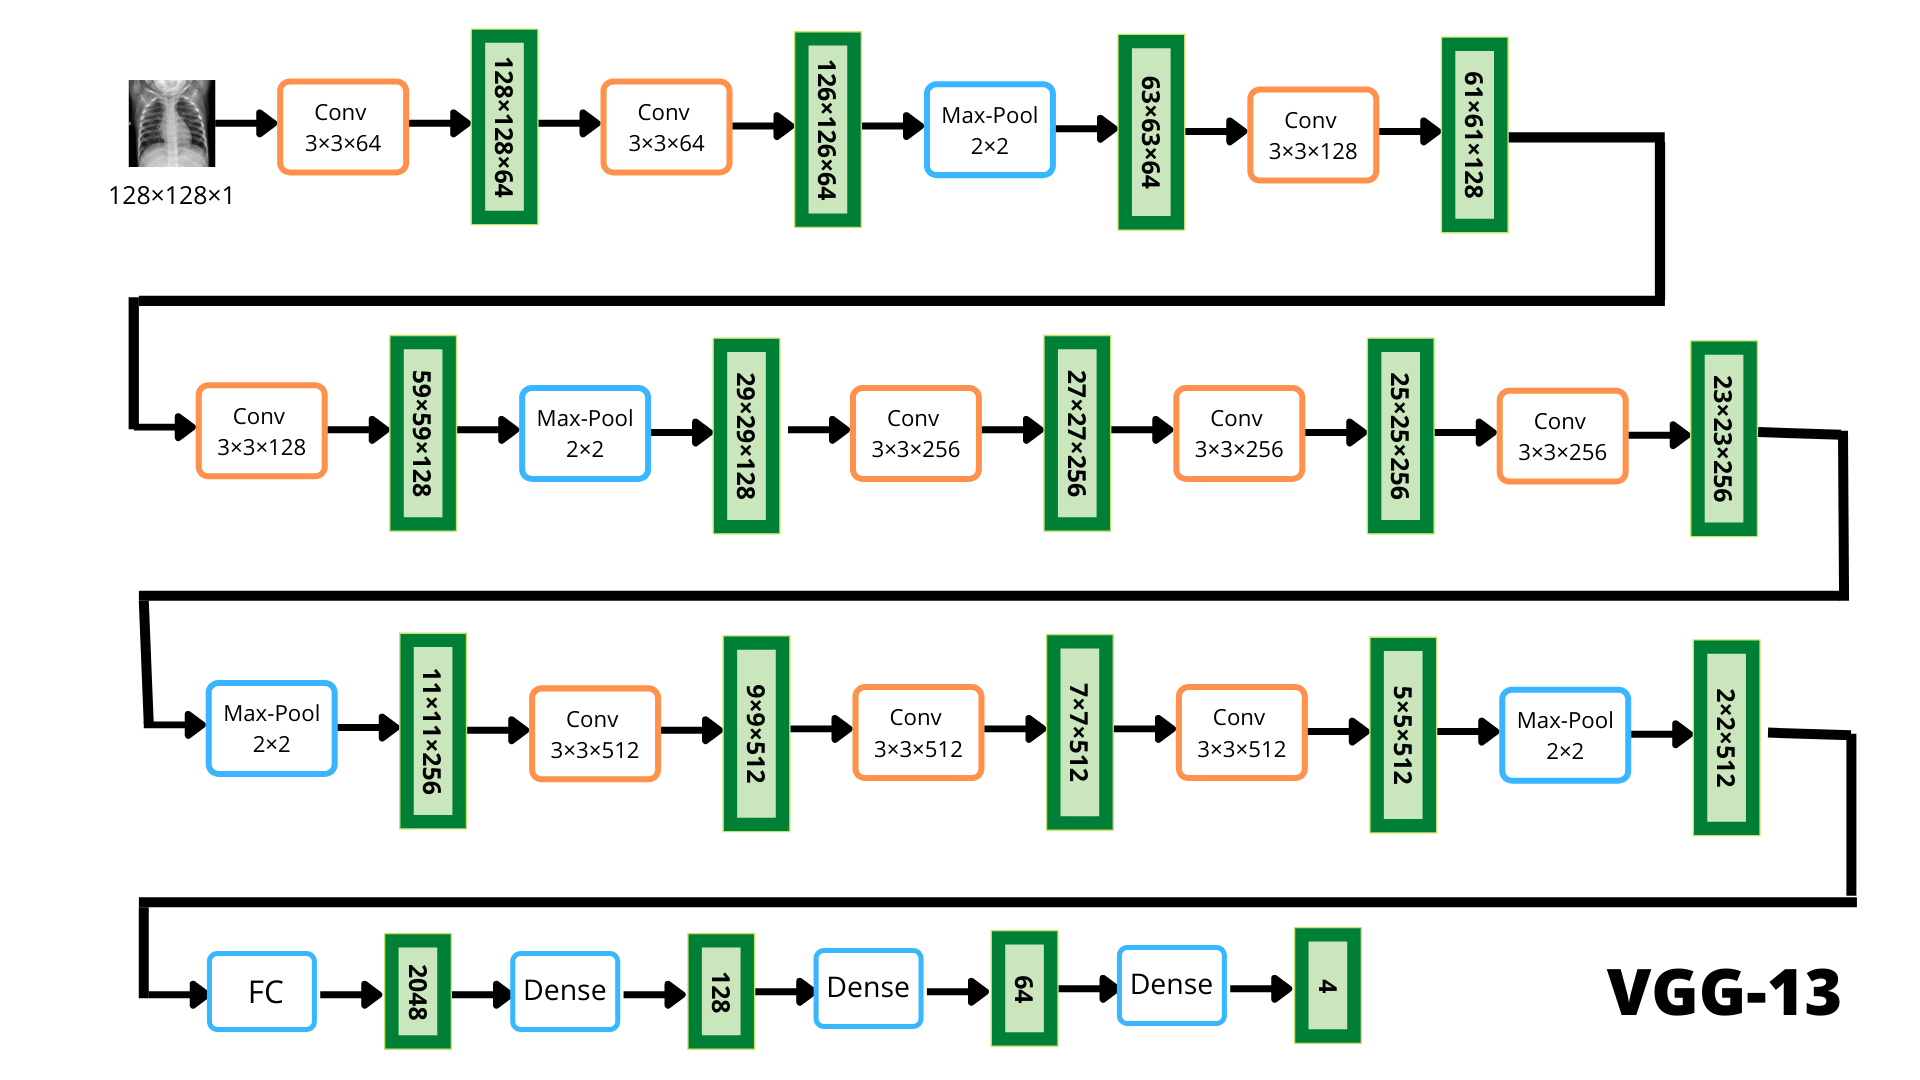 128×128×1
Conv
3×3×64
128×128×64
Conv
3×3×64
126×126×64
Max-Pool
2×2
63×63×64
Conv
3×3×128
61×61×128
Conv
3×3×128
59×59×128
Max-Pool
2×2
29×29×128
Conv
3×3×256
27×27×256
Conv
3×3×256
25×25×256
Conv
3×3×256
23×23×256
Max-Pool
2×2
11×11×256
Conv
3×3×512
9×9×512
Conv
3×3×512
7×7×512
Conv
3×3×512
5×5×512
Max-Pool
2×2
2×2×512
FC
2048
Dense
128
Dense
64
Dense
4
VGG-13